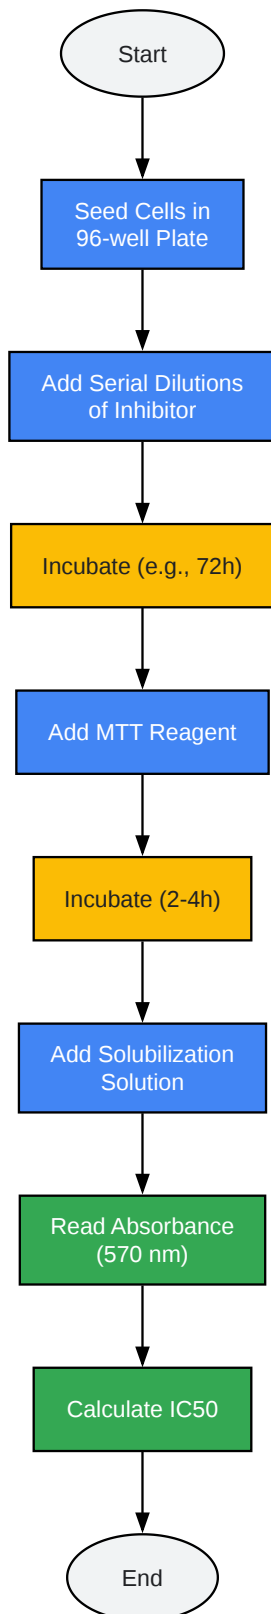 Start
Seed Cells in
96-well Plate
Add Serial Dilutions
of Inhibitor
Incubate (e.g., 72h)
Add MTT Reagent
Incubate (2-4h)
Add Solubilization
Solution
Read Absorbance
(570 nm)
Calculate IC50
End